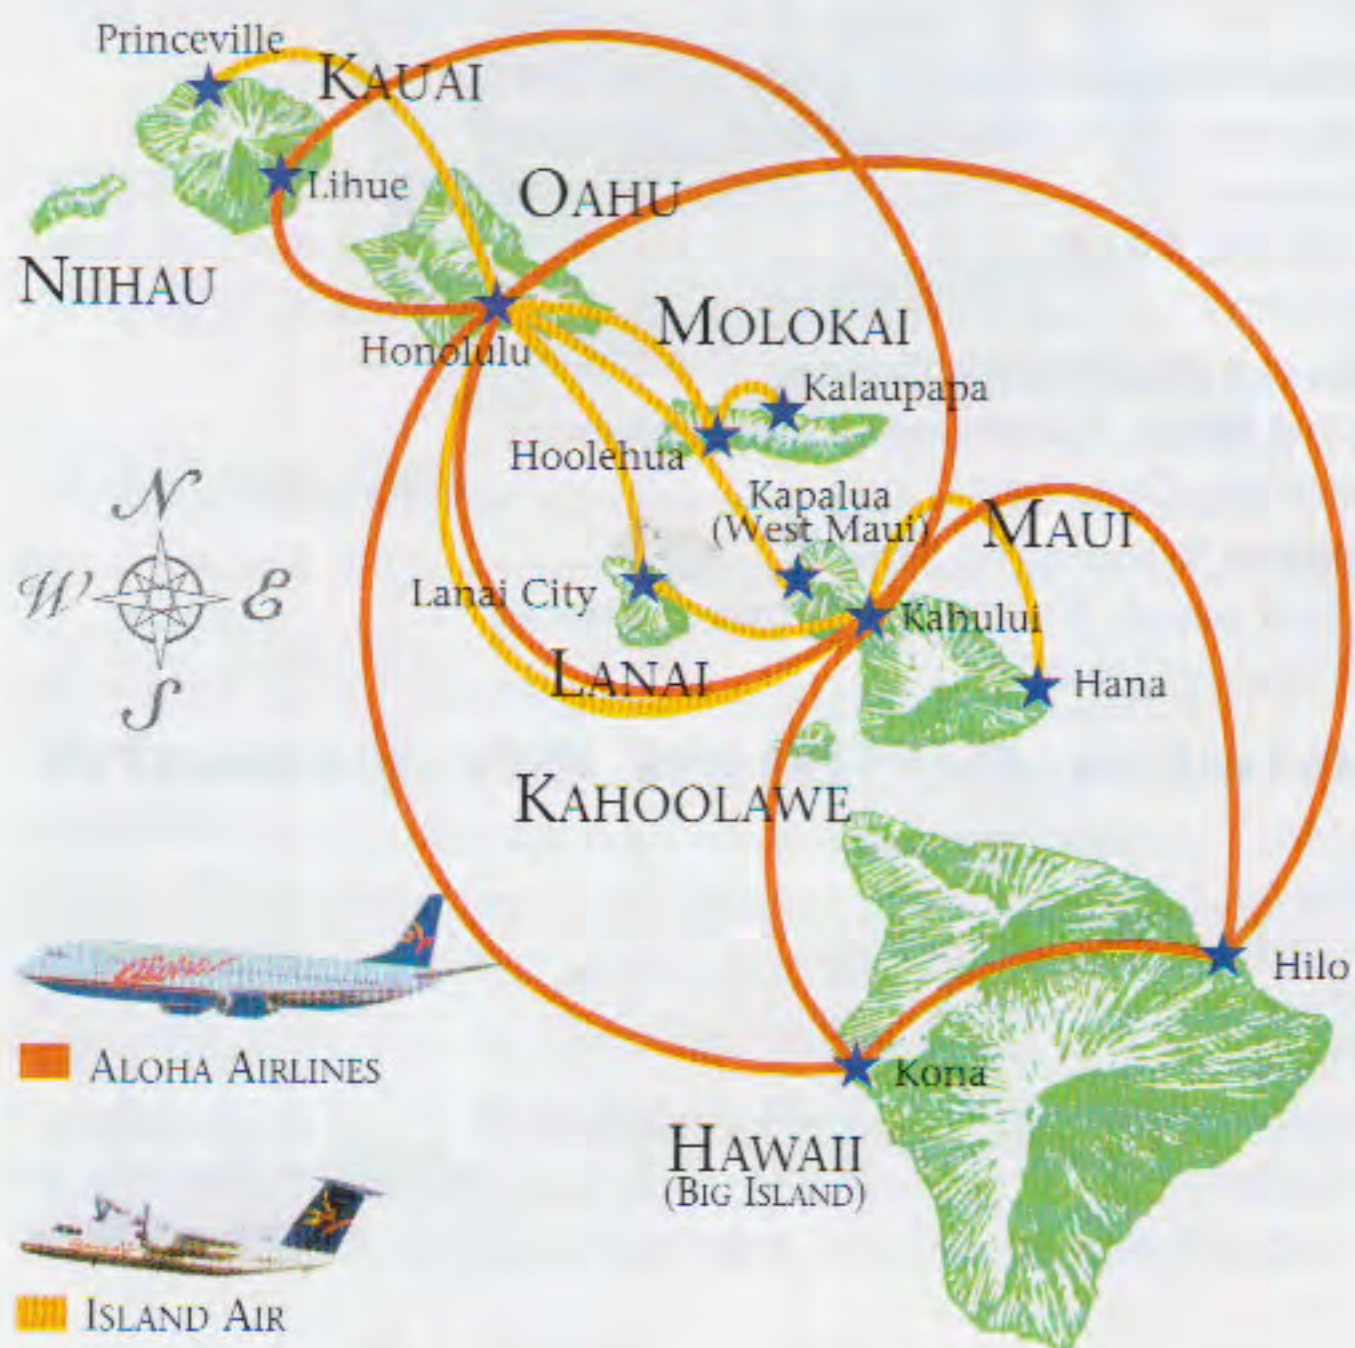 Princeville
KAUAI
Lihue
OAHU
NIIHAU
Honolulu
MOLOKAI
Kalaupapa
Hoolehua
Kapalua
(West Maui)
MAUI
N
W E
S
Lanai City
Kahului
LANAI
Hana
KAHOOLAWE
Aloha
Hilo
ALOHA AIRLINES
Kona
HAWAII
(BIG ISLAND)
ISLAND AIR